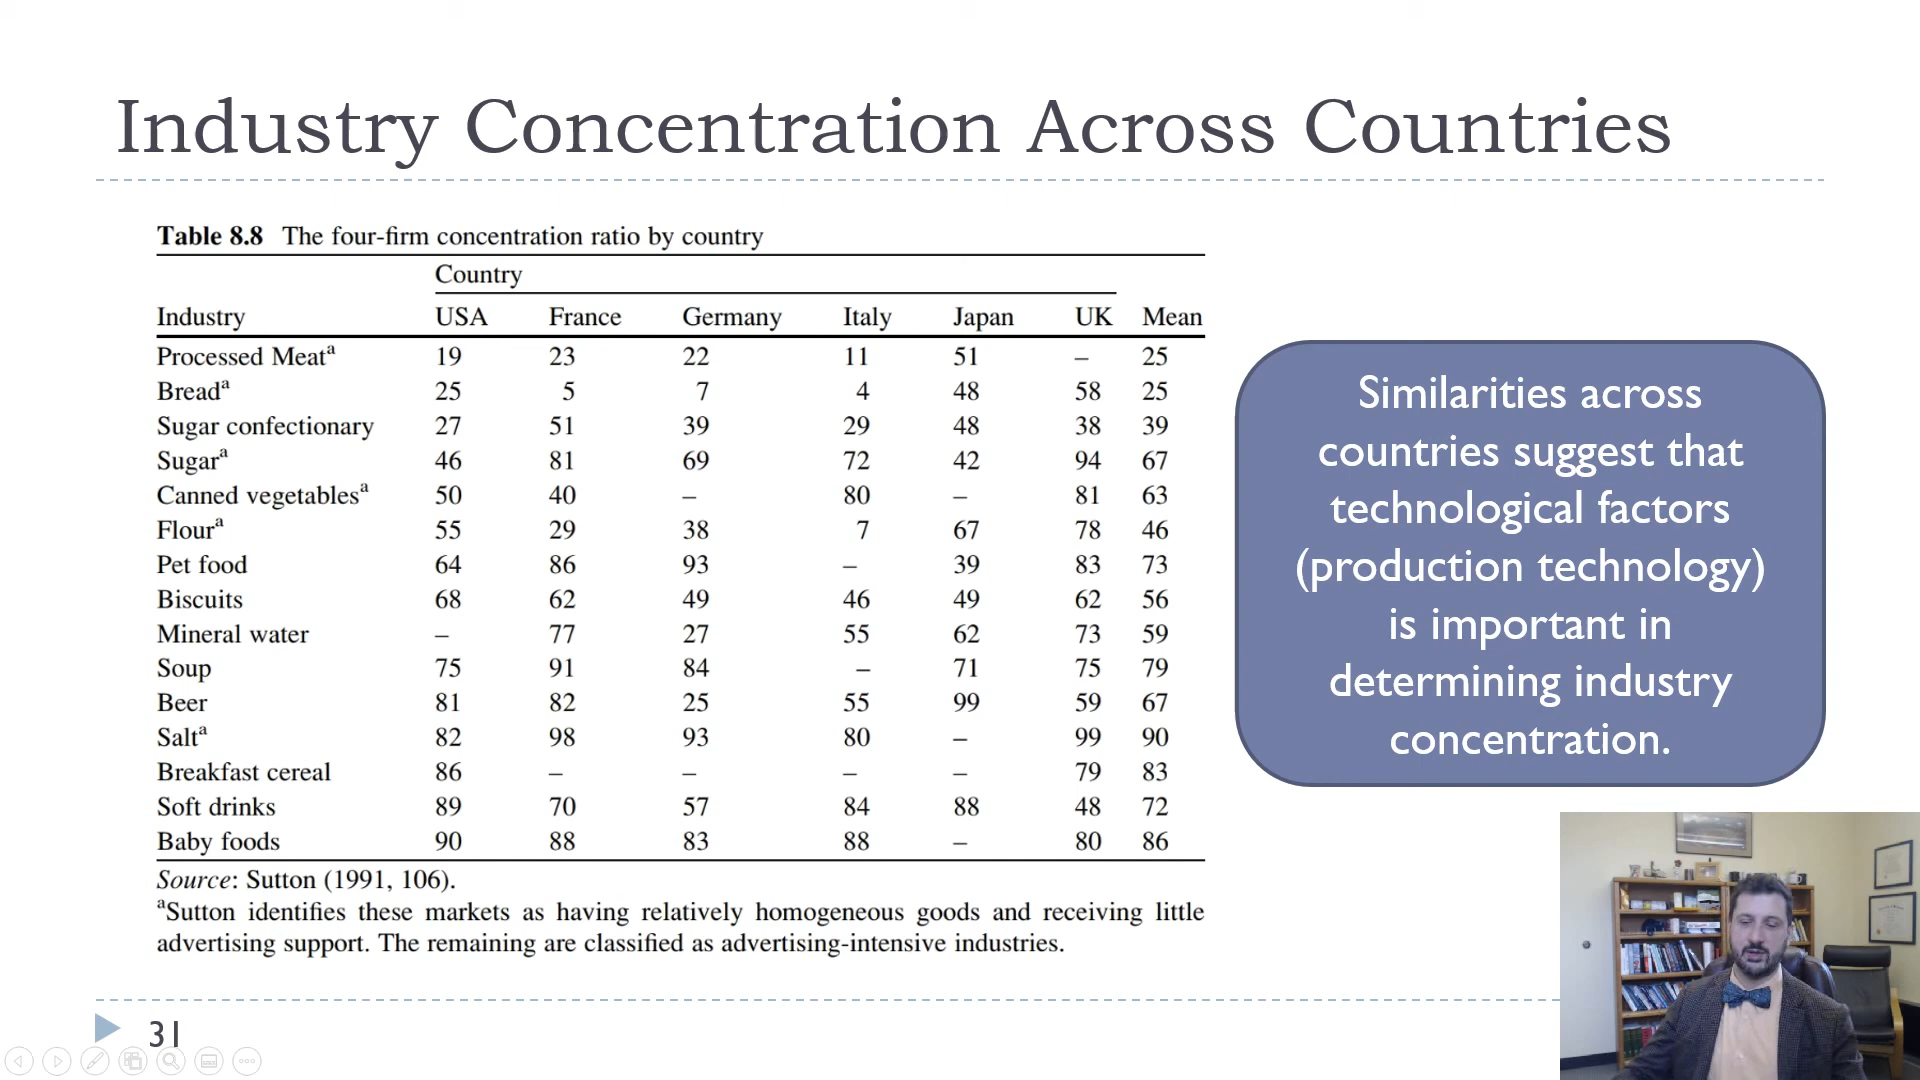 Industry Concentration Across Countries
Table 8.8 The four-firm concentration ratio by country
Country
Industry USA France Germany Italy Japan UK Mean
Processed Meatᵃ 19 23 22 11 51 – 25
Breadᵃ 25 5 7 4 48 58 25
Sugar confectionary 27 51 39 29 48 38 39
Sugarᵃ 46 81 69 72 42 94 67
Canned vegetablesᵃ 50 40 – 80 – 81 63
Flourᵃ 55 29 38 7 67 78 46
Pet food 64 86 93 – 39 83 73
Biscuits 68 62 49 46 49 62 56
Mineral water – 77 27 55 62 73 59
Soup 75 91 84 – 71 75 79
Beer 81 82 25 55 99 59 67
Saltᵃ 82 98 93 80 – 99 90
Breakfast cereal 86 – – – – 79 83
Soft drinks 89 70 57 84 88 48 72
Baby foods 90 88 83 88 – 80 86
Source: Sutton (1991, 106).
ᵃSutton identifies these markets as having relatively homogeneous goods and receiving little
advertising support. The remaining are classified as advertising-intensive industries.
Similarities across
countries suggest that
technological factors
(production technology)
is important in
determining industry
concentration.
31